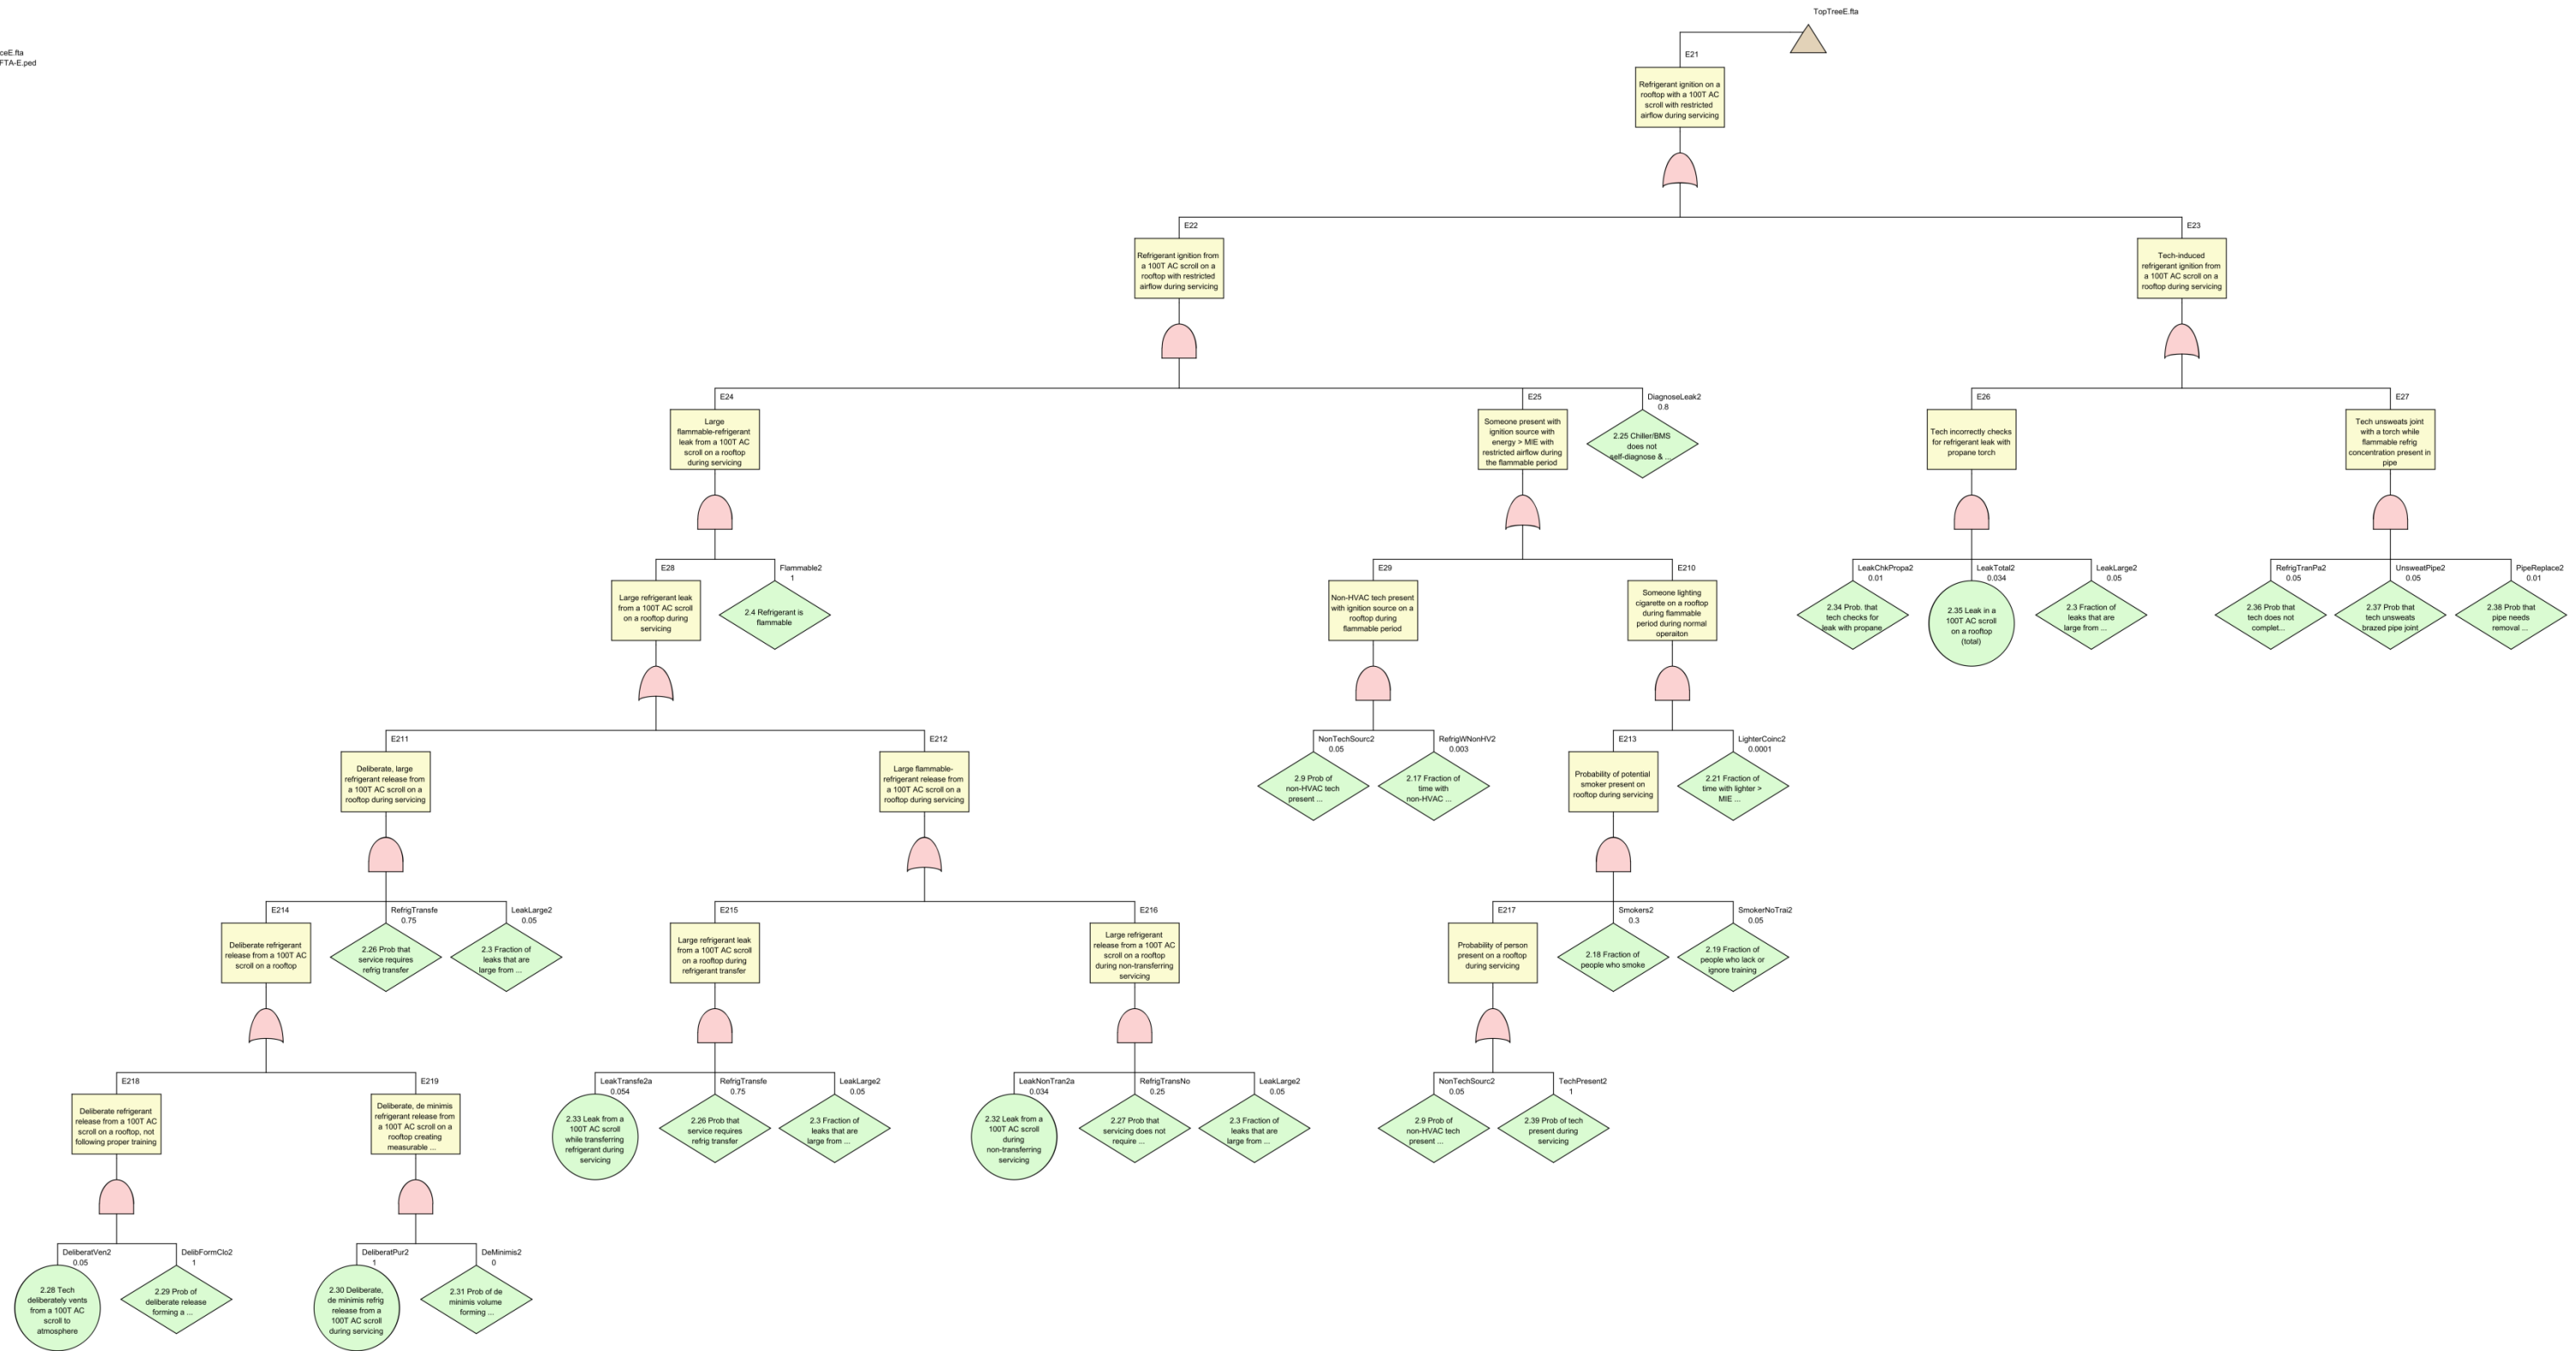 TopTreeE.fta
ceE.fta
FTA-E.ped
E21
Refrigerant ignition on a
rooftop with a 100T AC
scroll with restricted
airflow during servicing
E22
Refrigerant ignition from
a 100T AC scroll on a
rooftop with restricted
airflow during servicing
E23
Tech-induced
refrigerant ignition from
a 100T AC scroll on a
rooftop during servicing
E24
Large
flammable-refrigerant
leak from a 100T AC
scroll on a rooftop
during servicing
E25
Someone present with
ignition source with
energy > MIE with
restricted airflow during
the flammable period
DiagnoseLeak2
0.8
2.25 Chiller/BMS
does not
self-diagnose & ...
E26
Tech incorrectly checks
for refrigerant leak with
propane torch
E27
Tech unsweats joint
with a torch while
flammable refrig
concentration present in
pipe
E28
Large refrigerant leak
from a 100T AC scroll
on a rooftop during
servicing
Flammable2
1
2.4 Refrigerant is
flammable
E29
Non-HVAC tech present
with ignition source on a
rooftop during
flammable period
E210
Someone lighting
cigarette on a rooftop
during flammable
period during normal
operaiton
LeakChkPropa2
0.01
2.34 Prob. that
tech checks for
leak with propane
LeakTotal2
0.034
2.35 Leak in a
100T AC scroll
on a rooftop
(total)
LeakLarge2
0.05
2.3 Fraction of
leaks that are
large from ...
RefrigTranPa2
0.05
2.36 Prob that
tech does not
complet...
UnsweatPipe2
0.05
2.37 Prob that
tech unsweats
brazed pipe joint
PipeReplace2
0.01
2.38 Prob that
pipe needs
removal ...
E211
Deliberate, large
refrigerant release from
a 100T AC scroll on a
rooftop during servicing
E212
Large flammable-
refrigerant release from
a 100T AC scroll on a
rooftop during servicing
NonTechSourc2
0.05
2.9 Prob of
non-HVAC tech
present ...
RefrigWNonHV2
0.003
2.17 Fraction of
time with
non-HVAC ...
E213
Probability of potential
smoker present on
rooftop during servicing
LighterCoinc2
0.0001
2.21 Fraction of
time with lighter >
MIE ...
E214
Deliberate refrigerant
release from a 100T AC
scroll on a rooftop
RefrigTransfe
0.75
2.26 Prob that
service requires
refrig transfer
LeakLarge2
0.05
2.3 Fraction of
leaks that are
large from ...
E215
Large refrigerant leak
from a 100T AC scroll
on a rooftop during
refrigerant transfer
E216
Large refrigerant
release from a 100T AC
scroll on a rooftop
during non-transferring
servicing
E217
Probability of person
present on a rooftop
during servicing
Smokers2
0.3
2.18 Fraction of
people who smoke
SmokerNoTrai2
0.05
2.19 Fraction of
people who lack or
ignore training
E218
Deliberate refrigerant
release from a 100T AC
scroll on a rooftop, not
following proper training
E219
Deliberate, de minimis
refrigerant release from
a 100T AC scroll on a
rooftop creating
measurable ...
LeakTransfe2a
0.054
2.33 Leak from a
100T AC scroll
while transferring
refrigerant during
servicing
RefrigTransfe
0.75
2.26 Prob that
service requires
refrig transfer
LeakLarge2
0.05
2.3 Fraction of
leaks that are
large from ...
LeakNonTran2a
0.034
2.32 Leak from a
100T AC scroll
during
non-transferring
servicing
RefrigTransNo
0.25
2.27 Prob that
servicing does not
require ...
LeakLarge2
0.05
2.3 Fraction of
leaks that are
large from ...
NonTechSourc2
0.05
2.9 Prob of
non-HVAC tech
present ...
TechPresent2
1
2.39 Prob of tech
present during
servicing
DeliberatVen2
0.05
2.28 Tech
deliberately vents
from a 100T AC
scroll to
atmosphere
DelibFormClo2
1
2.29 Prob of
deliberate release
forming a ...
DeliberatPur2
1
2.30 Deliberate,
de minimis refrig
release from a
100T AC scroll
during servicing
DeMinimis2
0
2.31 Prob of de
minimis volume
forming ...